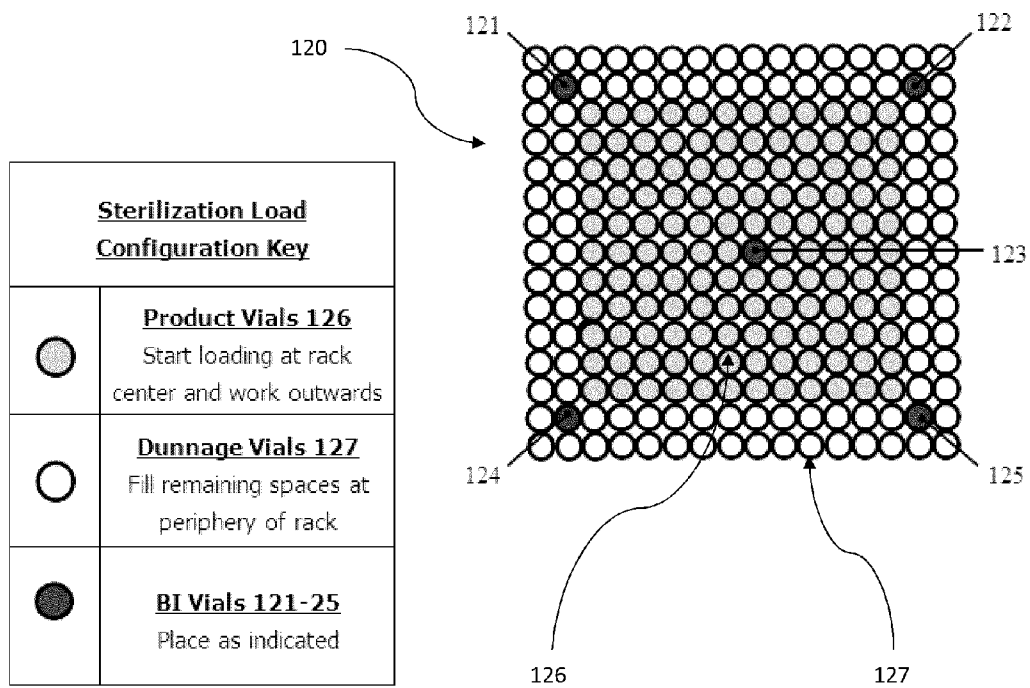 121
122
120
123
Sterilization Load
Configuration Key
Product Vials 126
Start loading at rack
center and work outwards
Dunnage Vials 127
Fill remaining spaces at
periphery of rack
BI Vials 121-25
Place as indicated
124
125
126
127